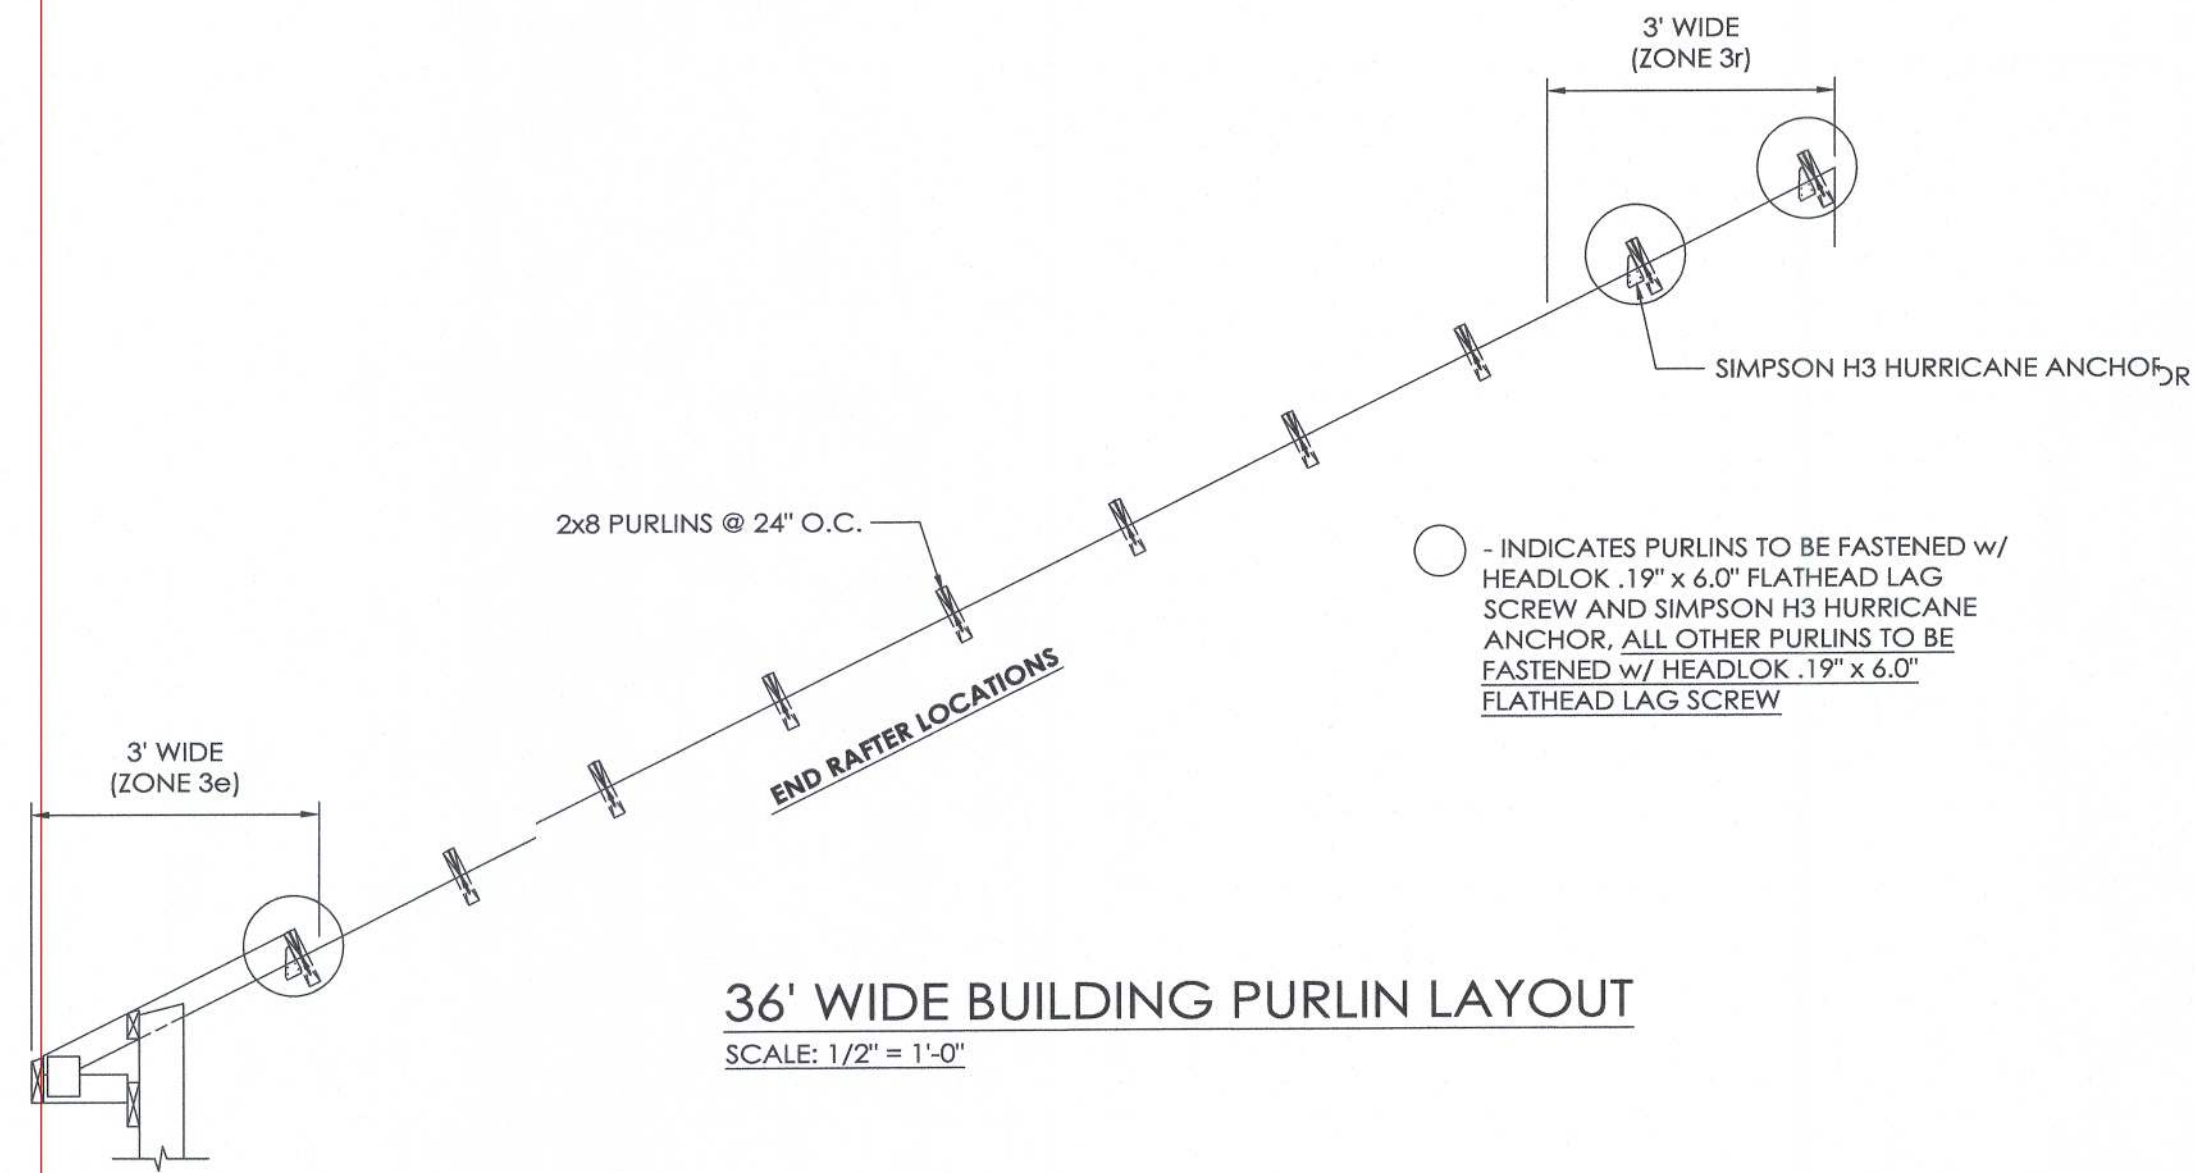 3' WIDE
(ZONE 3r)
SIMPSON H3 HURRICANE ANCHOR
2x8 PURLINS @ 24" O.C.
- INDICATES PURLINS TO BE FASTENED w/
HEADLOK .19" x 6.0" FLATHEAD LAG
SCREW AND SIMPSON H3 HURRICANE
ANCHOR, ALL OTHER PURLINS TO BE
FASTENED w/ HEADLOK .19" x 6.0"
FLATHEAD LAG SCREW
END RAFTER LOCATIONS
3' WIDE
(ZONE 3e)
36' WIDE BUILDING PURLIN LAYOUT
SCALE: 1/2" = 1'-0"